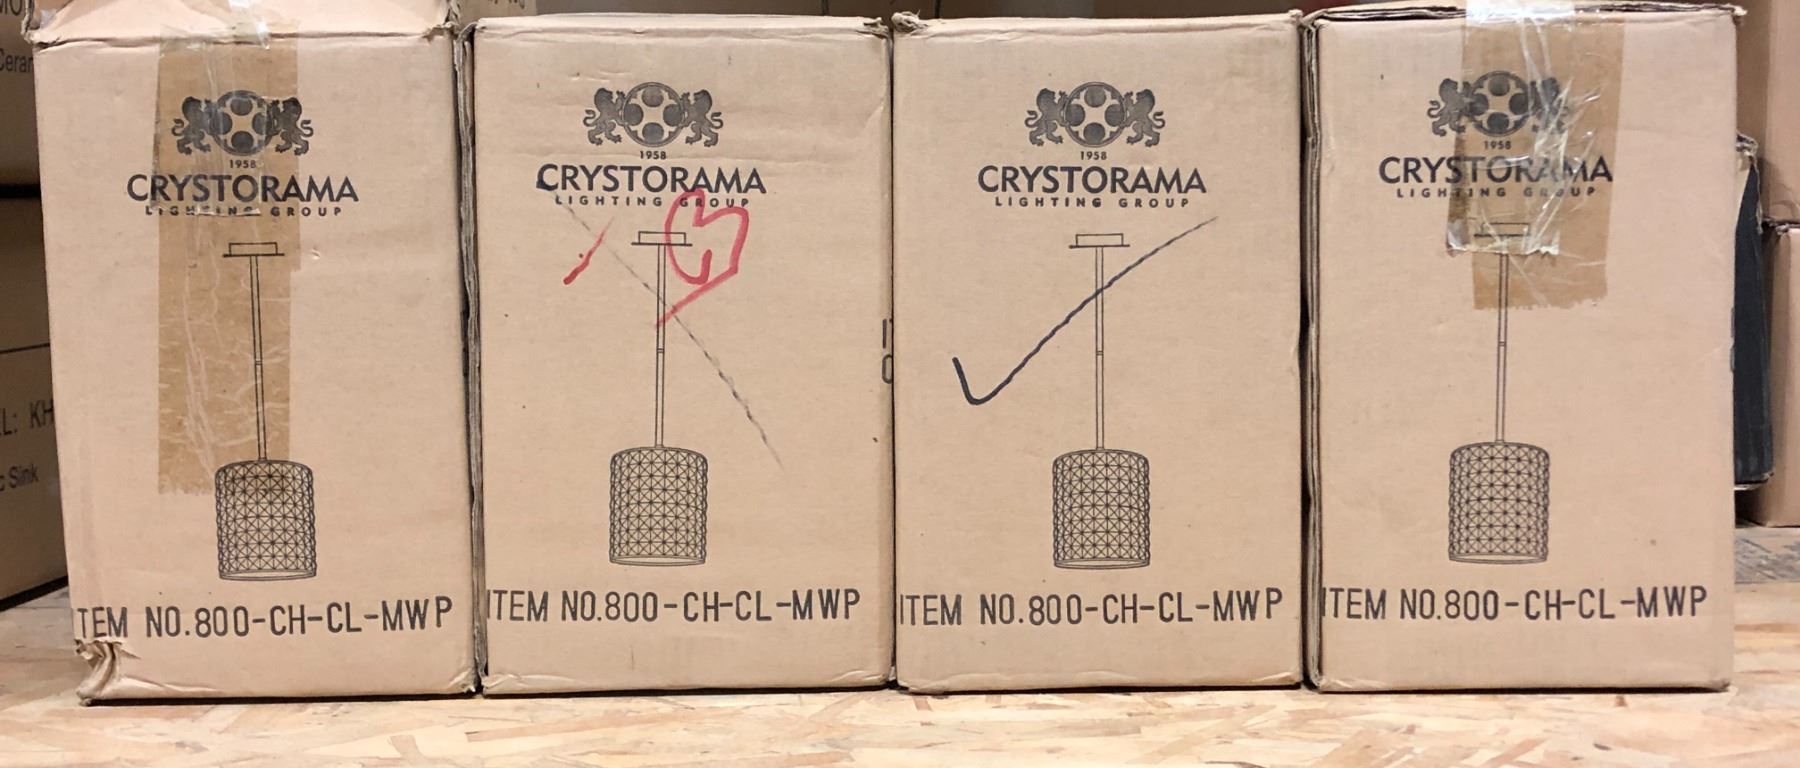 1958
CRYSTORAMA
LIGHTING GROUP
ITEM NO.800-CH-CL-MWP
1958
CRYSTORAMA
LIGHTING GROUP
ITEM NO.800-CH-CL-MWP
1958
CRYSTORAMA
LIGHTING GROUP
ITEM NO.800-CH-CL-MWP
1958
CRYSTORAMA
LIGHTING GROUP
ITEM NO.800-CH-CL-MWP
L: KH
Sink